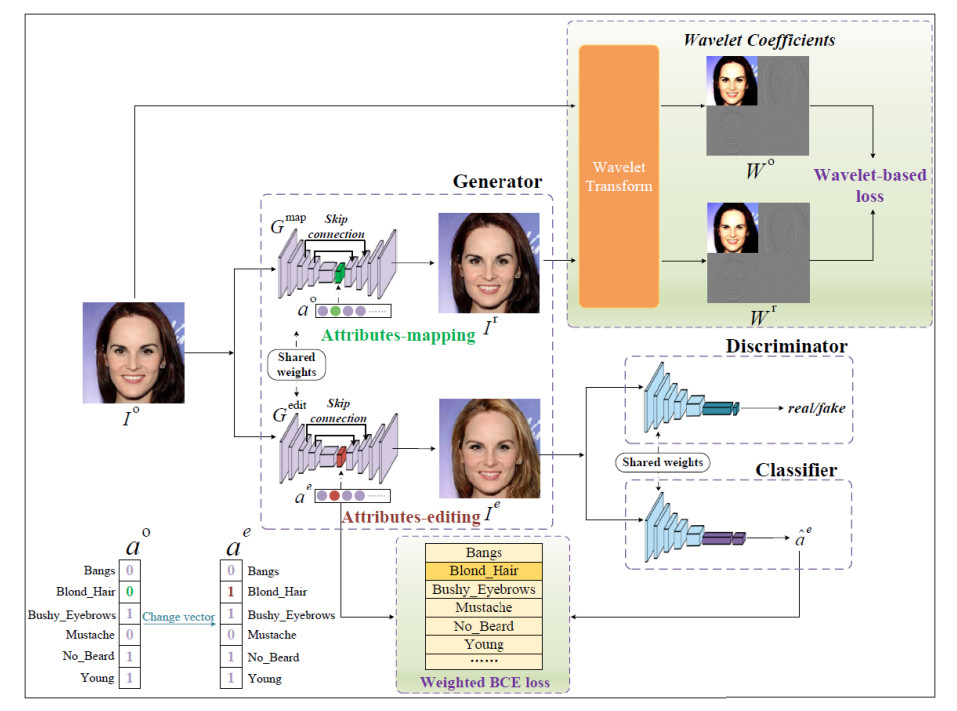 Wavelet Coefficients
Wavelet
Transform
W^o
Wavelet-based
loss
W^r
Generator
G^map
Skip
connection
a^o
Attributes-mapping
I^r
Shared
weights
I^o
G^edit
Skip
connection
a^e
Attributes-editing
I^e
Discriminator
real/fake
Shared weights
Classifier
â^e
a^o
a^e
Bangs 0 0 Bangs
Blond_Hair 0 1 Blond_Hair
Bushy_Eyebrows 1 Change vector 1 Bushy_Eyebrows
Mustache 0 0 Mustache
No_Beard 1 1 No_Beard
Young 1 1 Young
Bangs
Blond_Hair
Bushy_Eyebrows
Mustache
No_Beard
Young
······
Weighted BCE loss